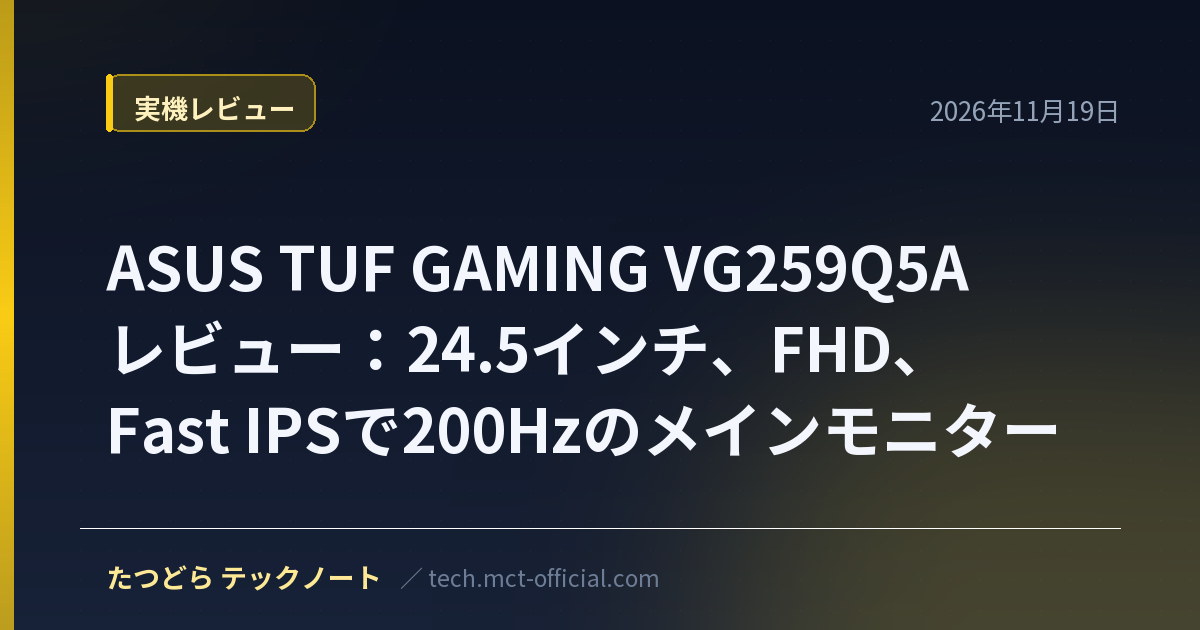 実機レビュー
2026年11月19日
ASUS TUF GAMING VG259Q5A
レビュー：24.5インチ、FHD、
Fast IPSで200Hzのメインモニター
たつどら テックノート ／ tech.mct-official.com